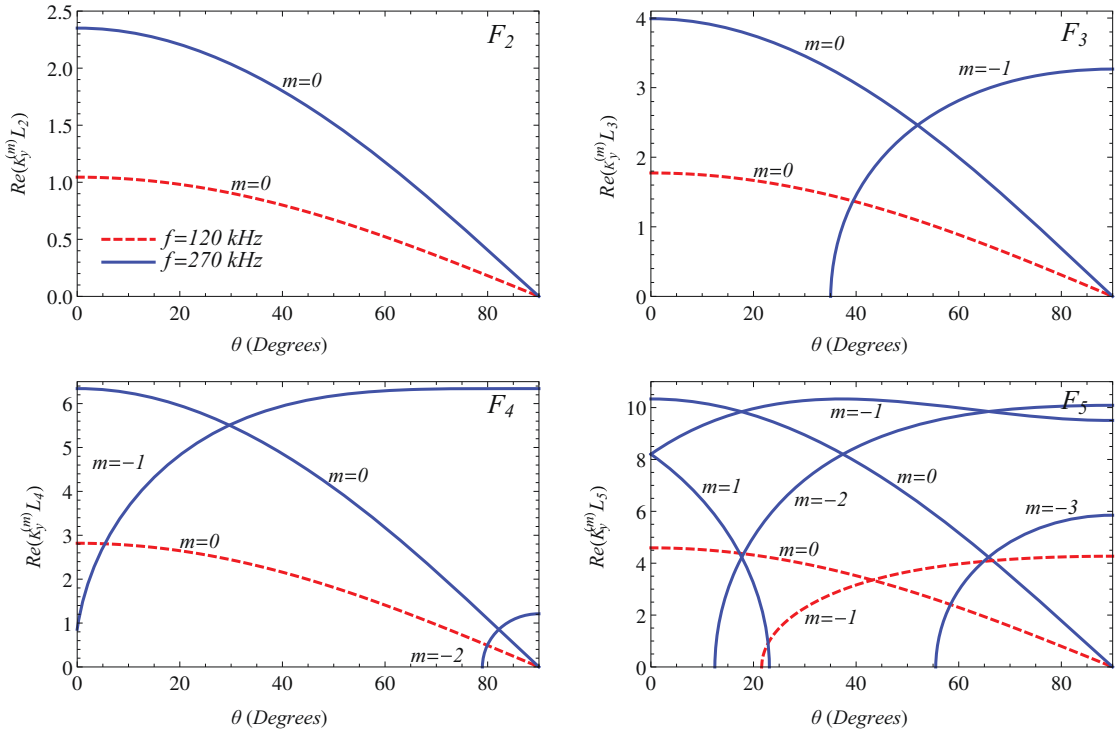 F2
2.5
2.0
1.5
1.0
0.5
0.0
Re(κy(m)L2)
m=0
m=0
f=120 kHz
f=270 kHz
0 20 40 60 80
θ (Degrees)
F3
4
3
2
1
0
Re(κy(m)L3)
m=0
m=−1
m=0
0 20 40 60 80
θ (Degrees)
F4
6
5
4
3
2
1
0
Re(κy(m)L4)
m=−1
m=0
m=0
m=−2
0 20 40 60 80
θ (Degrees)
F5
10
8
6
4
2
0
Re(κy(m)L5)
m=−1
m=1
m=−2
m=0
m=−3
m=0
m=−1
0 20 40 60 80
θ (Degrees)